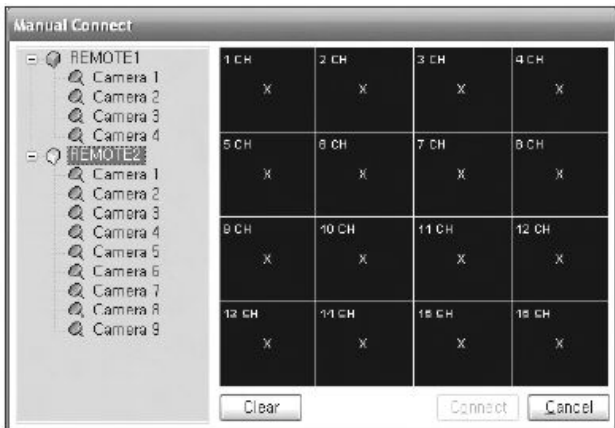 Manual Connect
REMOTE1
Camera 1
Camera 2
Camera 3
Camera 4
REMOTE2
Camera 1
Camera 2
Camera 3
Camera 4
Camera 5
Camera 6
Camera 7
Camera 8
Camera 9
1 CH 2 CH 3 CH 4 CH
X X X X
5 CH 6 CH 7 CH 8 CH
X X X X
9 CH 10 CH 11 CH 12 CH
X X X X
13 CH 14 CH 15 CH 16 CH
X X X X
Clear Connect Cancel